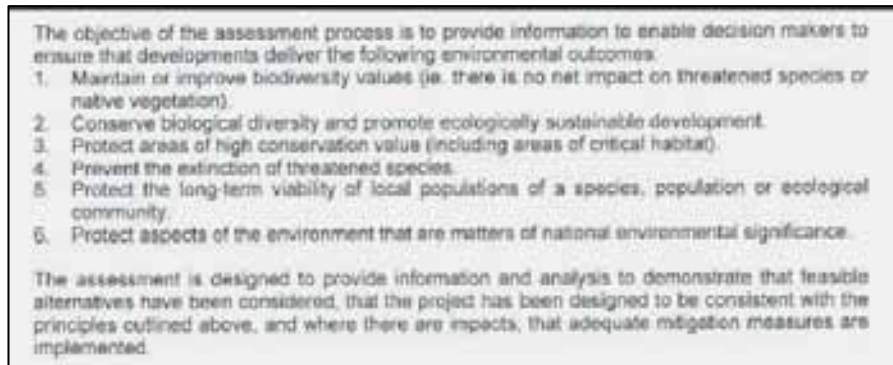 The objective of the assessment process is to provide information to enable decision makers to
ensure that developments deliver the following environmental outcomes:
1. Maintain or improve biodiversity values (ie. there is no net impact on threatened species or
native vegetation).
2. Conserve biological diversity and promote ecologically sustainable development.
3. Protect areas of high conservation value (including areas of critical habitat).
4. Prevent the extinction of threatened species.
5. Protect the long-term viability of local populations of a species, population or ecological
community.
6. Protect aspects of the environment that are matters of national environmental significance.
The assessment is designed to provide information and analysis to demonstrate that feasible
alternatives have been considered, that the project has been designed to be consistent with the
principles outlined above, and where there are impacts, that adequate mitigation measures are
implemented.